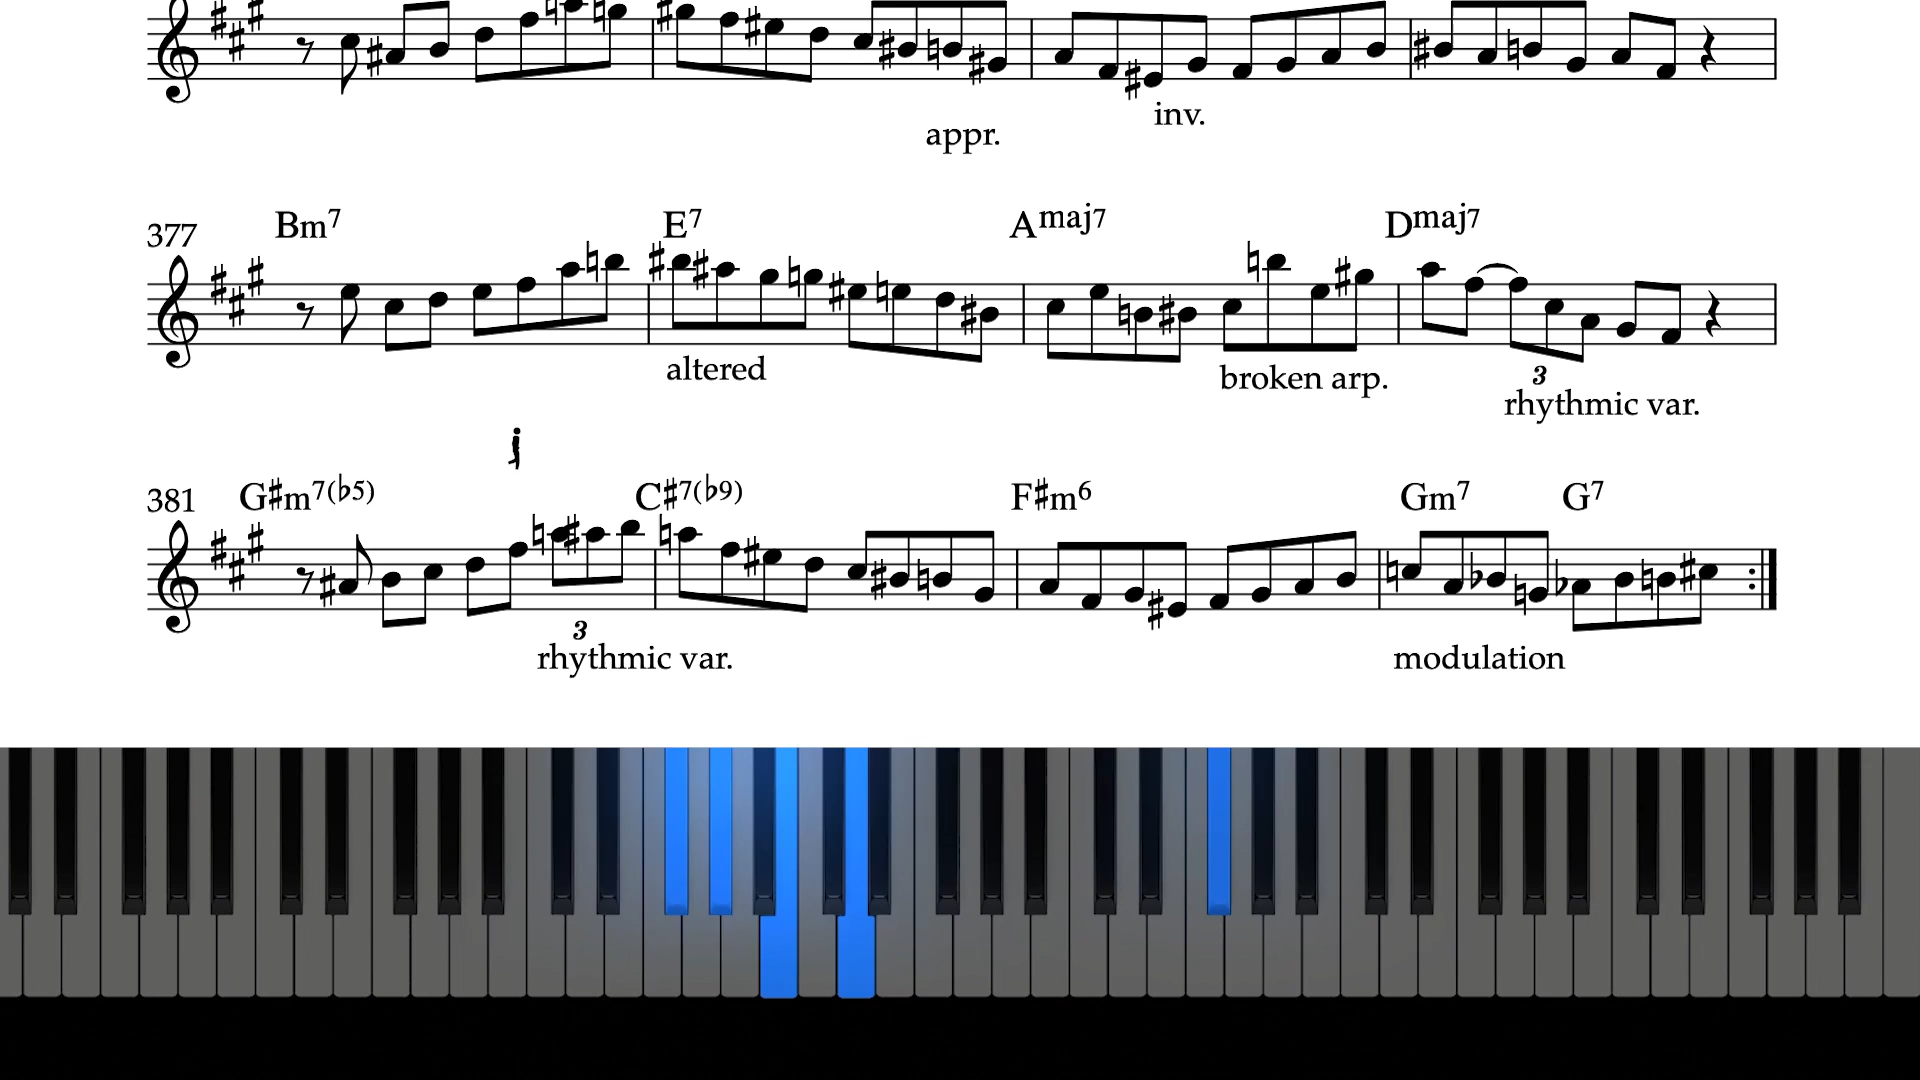 inv.
appr.
377 Bm7 E7 Amaj7 Dmaj7
altered broken arp.
3
rhythmic var.
381 G♯m7(♭5) C♯7(♭9) F♯m6 Gm7 G7
3
rhythmic var. modulation